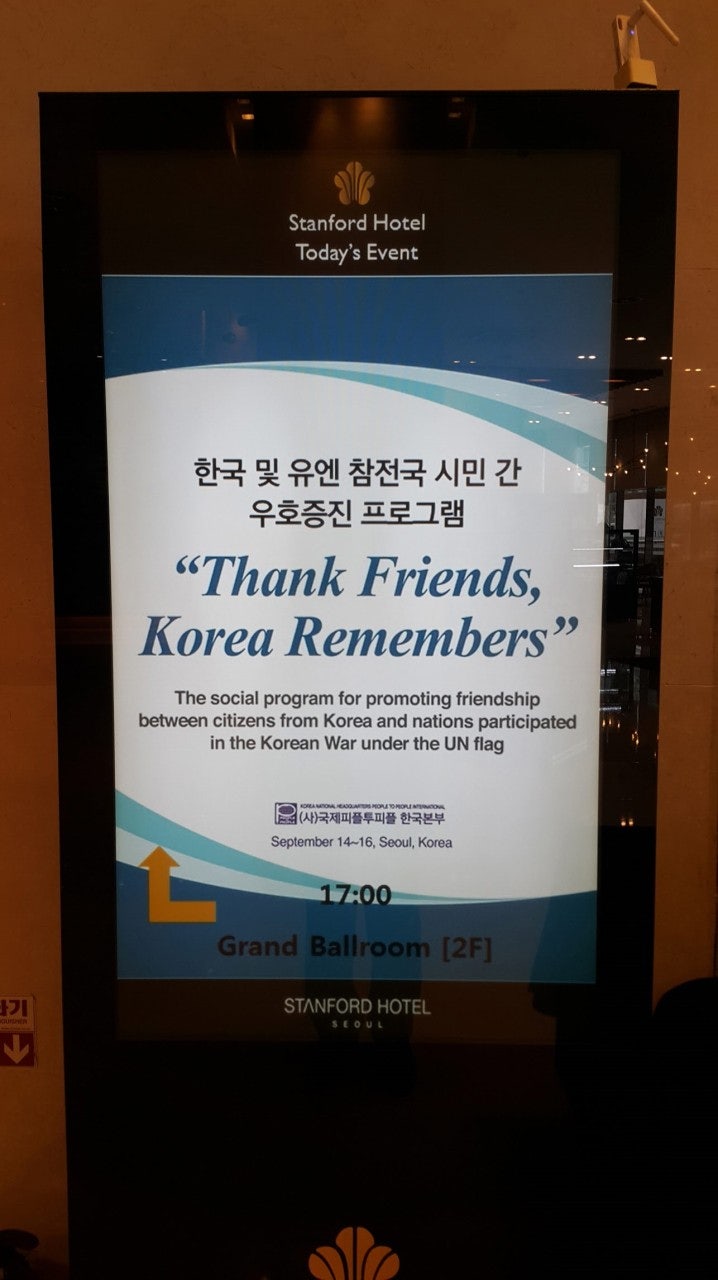 Stanford Hotel
Today's Event
한국 및 유엔 참전국 시민 간
우호증진 프로그램
“Thank Friends,
Korea Remembers”
The social program for promoting friendship
between citizens from Korea and nations participated
in the Korean War under the UN flag
KOREA NATIONAL HEADQUARTERS PEOPLE TO PEOPLE INTERNATIONAL
(사)국제피플투피플 한국본부
September 14~16, Seoul, Korea
17:00
Grand Ballroom [2F]
STANFORD HOTEL
SEOUL